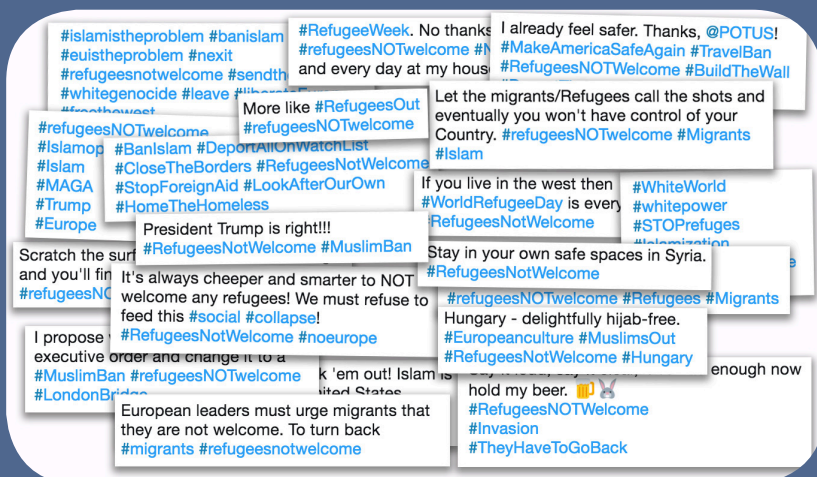 #islamistheproblem #banislam
#euistheproblem #nexit
#refugeesnotwelcome
#whitegenocide #leave
#RefugeeWeek. No thanks
#refugeesNOTwelcome
and every day at my
I already feel safer. Thanks, @POTUS!
#MakeAmericaSafeAgain #TravelBan
#RefugeesNOTWelcome #BuildTheWall
More like #RefugeesOut
#refugeesNOTwelcome
Let the migrants/Refugees call the shots and
eventually you won't have control of your
Country. #refugeesNOTwelcome #Migrants
#Islam
#refugeesNOTwelcome
#Islam
#MAGA
#Trump
#Europe
#BanIslam #DeportAllOnWatchList
#CloseTheBorders #RefugeesNotWelcome
#StopForeignAid #LookAfterOurOwn
#HomeTheHomeless
If you live in the west then
#WorldRefugeeDay is every
#RefugeesNotWelcome
#WhiteWorld
#whitepower
#STOPrefuges
#Islamization
President Trump is right!!!
#RefugeesNotWelcome #MuslimBan
Scratch the
and you'll
Stay in your own safe spaces in Syria.
#RefugeesNotWelcome
It's always cheeper and smarter to NOT
welcome any refugees! We must refuse to
feed this #social #collapse!
#RefugeesNotWelcome #noeurope
#refugeesNOTwelcome #Refugees #Migrants
Hungary - delightfully hijab-free.
#Europeanculture #MuslimsOut
#RefugeesNotWelcome #Hungary
I propose
executive order and change it to a
#MuslimBan #refugeesNOTwelcome
#LondonBridge
'em out! Islam is
States
enough now
hold my beer. 🍺🐰
#RefugeesNOTWelcome
#Invasion
#TheyHaveToGoBack
European leaders must urge migrants that
they are not welcome. To turn back
#migrants #refugeesnotwelcome